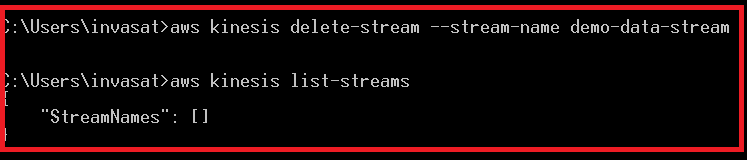 C:\Users\invasat>aws kinesis delete-stream --stream-name demo-data-stream
C:\Users\invasat>aws kinesis list-streams
{
"StreamNames": []
}